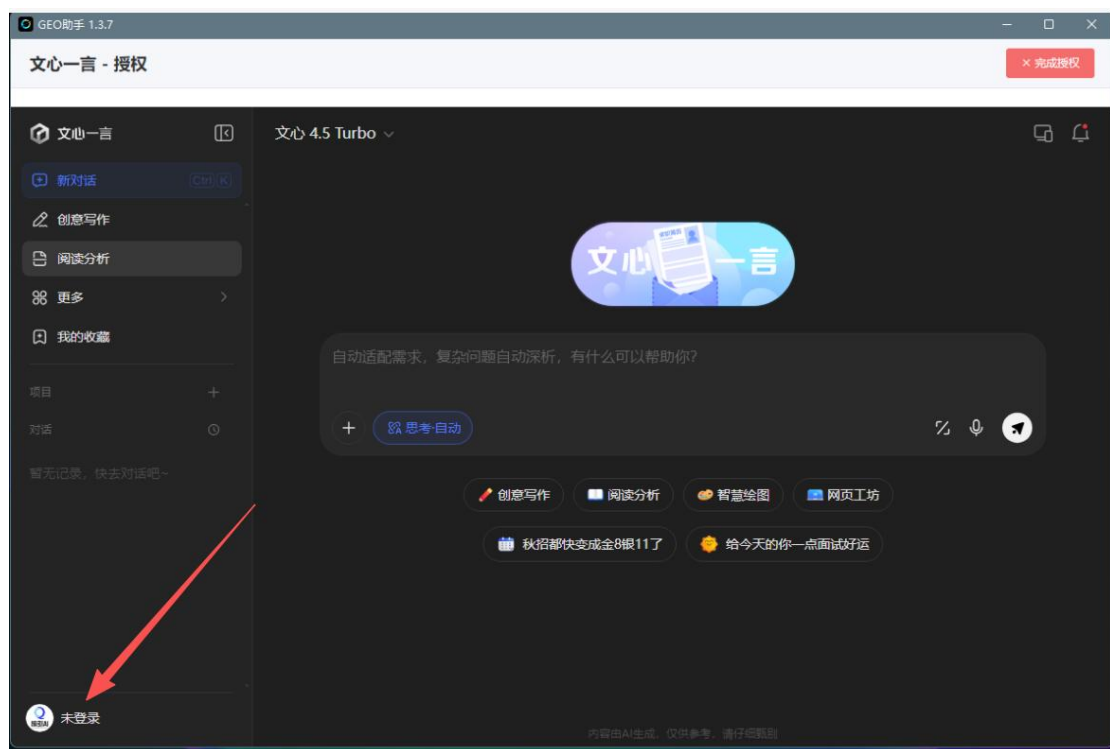 GEO助手 1.3.7
文心一言 - 授权
× 完成授权
文心一言
文心 4.5 Turbo
新对话 Ctrl K
创意写作
阅读分析
更多
我的收藏
项目
对话
暂无记录，快去对话吧~
未登录
文心一言
自动适配需求，复杂问题自动深析，有什么可以帮助你？
思考·自动
创意写作 阅读分析 智慧绘图 网页工坊
秋招都快变成金8银11了 给今天的你一点面试好运
内容由AI生成，仅供参考，请仔细甄别